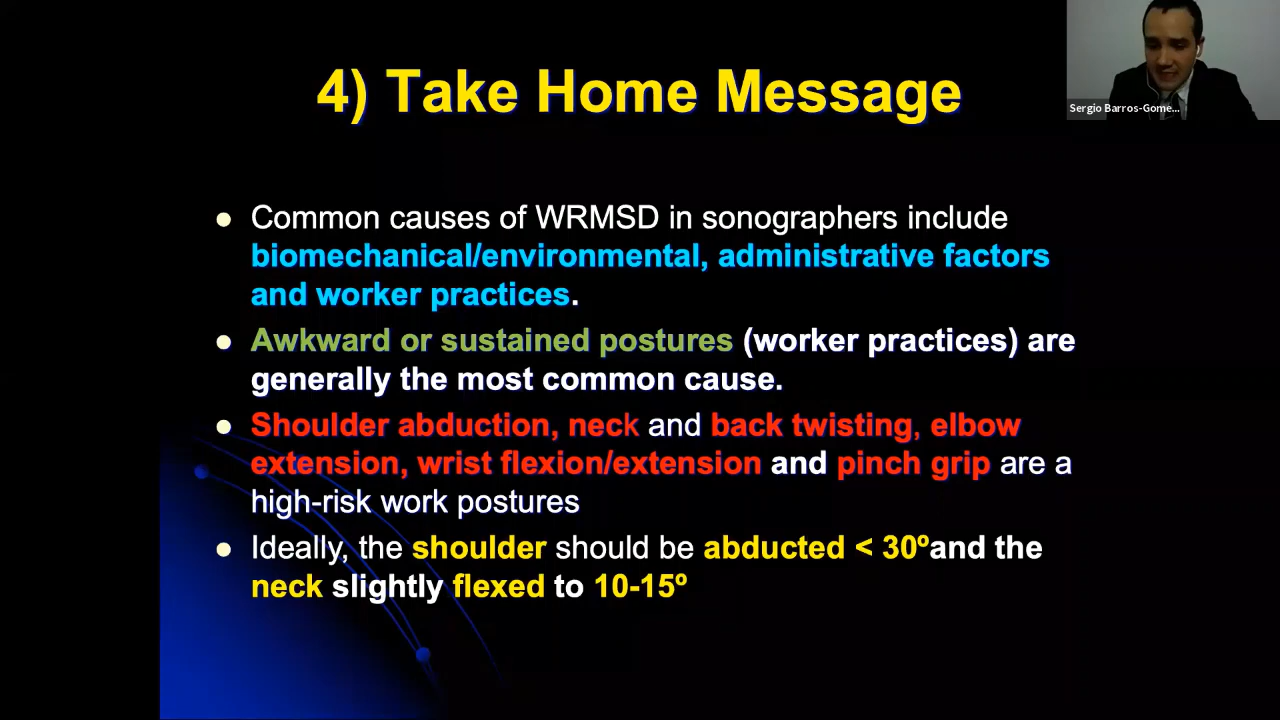 4) Take Home Message
Sergio Barros-Gome...
• Common causes of WRMSD in sonographers include
biomechanical/environmental, administrative factors
and worker practices.
• Awkward or sustained postures (worker practices) are
generally the most common cause.
• Shoulder abduction, neck and back twisting, elbow
extension, wrist flexion/extension and pinch grip are a
high-risk work postures
• Ideally, the shoulder should be abducted < 30ºand the
neck slightly flexed to 10-15º